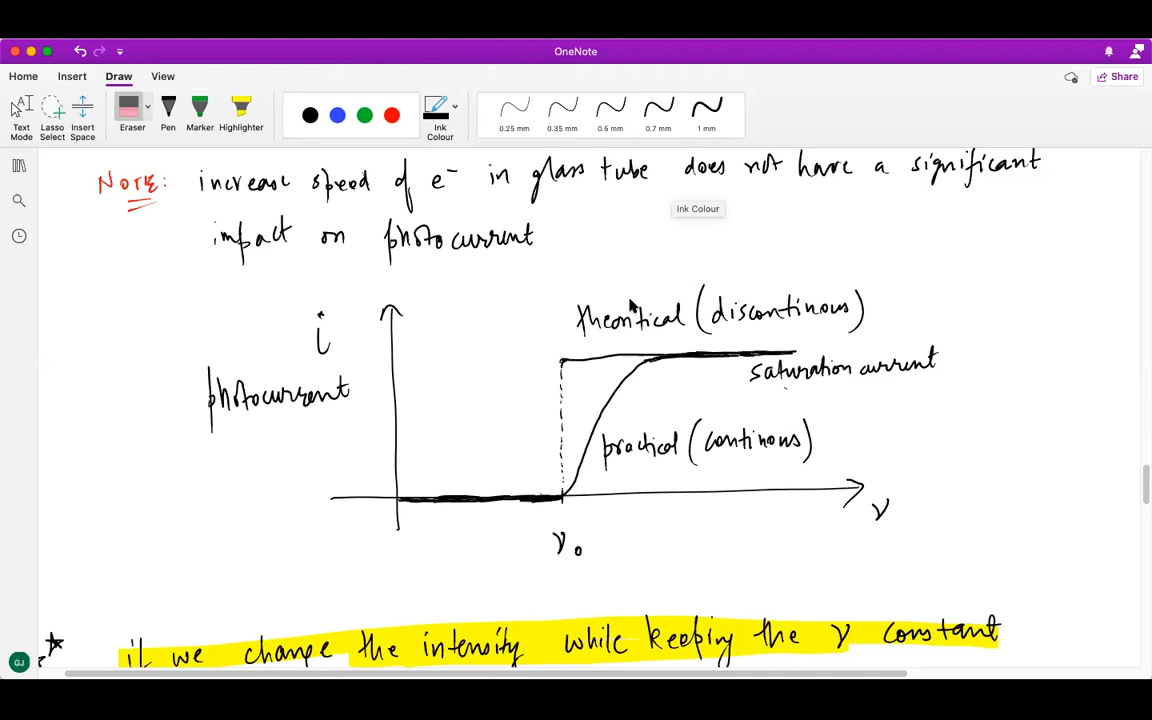 OneNote
Home Insert Draw View
Share
Text Mode
Lasso Select
Insert Space
Eraser
Pen
Marker
Highlighter
Ink Colour
0.25 mm
0.35 mm
0.5 mm
0.7 mm
1 mm
NOTE: increase speed of e⁻ in glass tube does not have a significant
Ink Colour
impact on photocurrent
i
photocurrent
theoritical (discontinous)
saturation current
practical (continous)
ν
ν₀
★ if we change the intensity while keeping the ν constant
GJ